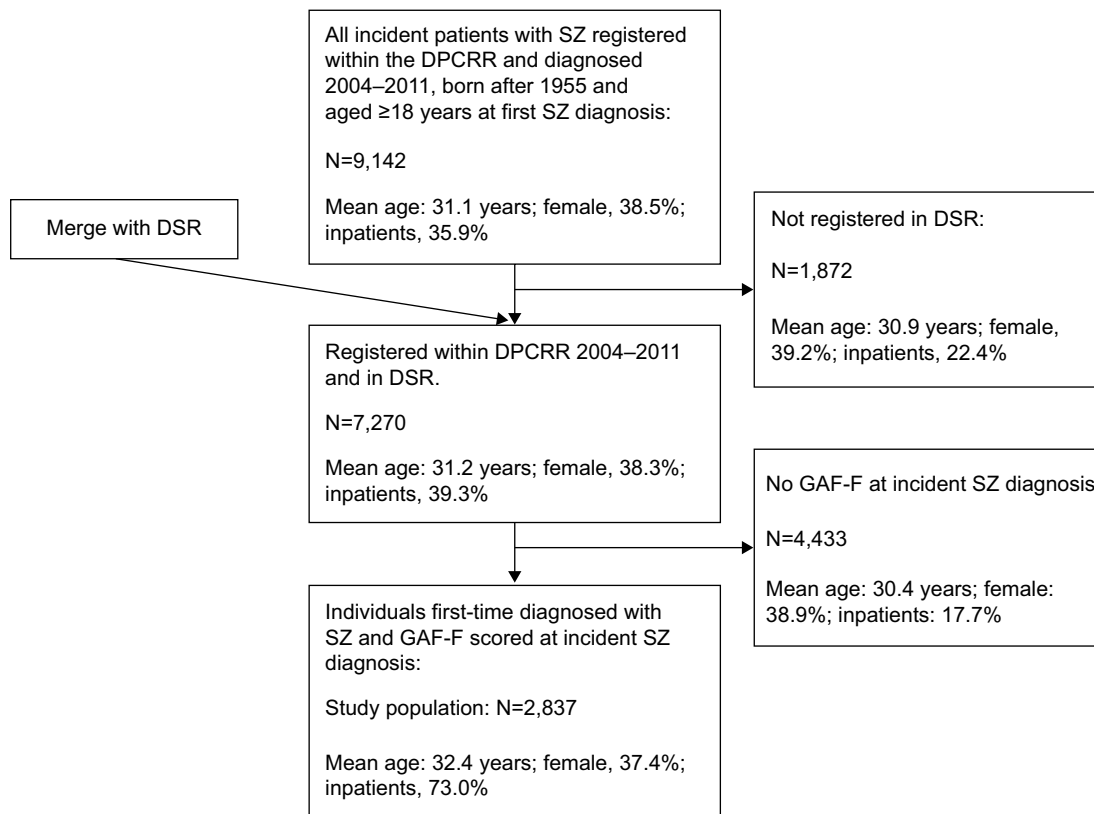 All incident patients with SZ registered
within the DPCRR and diagnosed
2004–2011, born after 1955 and
aged ≥18 years at first SZ diagnosis:
N=9,142
Mean age: 31.1 years; female, 38.5%;
inpatients, 35.9%
Merge with DSR
Not registered in DSR:
N=1,872
Mean age: 30.9 years; female,
39.2%; inpatients, 22.4%
Registered within DPCRR 2004–2011
and in DSR.
N=7,270
Mean age: 31.2 years; female, 38.3%;
inpatients, 39.3%
No GAF-F at incident SZ diagnosis
N=4,433
Mean age: 30.4 years; female:
38.9%; inpatients: 17.7%
Individuals first-time diagnosed with
SZ and GAF-F scored at incident SZ
diagnosis:
Study population: N=2,837
Mean age: 32.4 years; female, 37.4%;
inpatients, 73.0%